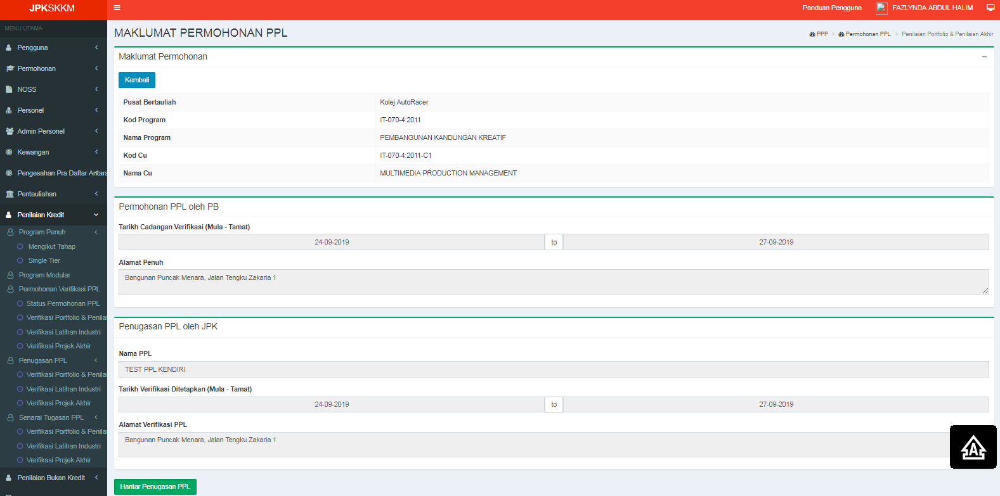 JPKSKKM
Panduan Pengguna
FAZLYNDA ABDUL HALIM
MENU UTAMA
Pengguna
Permohonan
NOSS
Personel
Admin Personel
Kewangan
Pengesahan Pra Daftar Antara
Pentauliahan
Penilaian Kredit
Program Penuh
Mengikut Tahap
Single Tier
Program Modular
Permohonan Verifikasi PPL
Status Permohonan PPL
Verifikasi Portfolio & Penilai
Verifikasi Latihan Industri
Verifikasi Projek Akhir
Penugasan PPL
Verifikasi Portfolio & Penilai
Verifikasi Latihan Industri
Verifikasi Projek Akhir
Senarai Tugasan PPL
Verifikasi Portfolio & Penilai
Verifikasi Latihan Industri
Verifikasi Projek Akhir
Penilaian Bukan Kredit
MAKLUMAT PERMOHONAN PPL
PPP > Permohonan PPL > Penilaian Portfolio & Penilaian Akhir
Maklumat Permohonan
Kembali
Pusat Bertauliah Kolej AutoRacer
Kod Program IT-070-4:2011
Nama Program PEMBANGUNAN KANDUNGAN KREATIF
Kod Cu IT-070-4:2011-C1
Nama Cu MULTIMEDIA PRODUCTION MANAGEMENT
Permohonan PPL oleh PB
Tarikh Cadangan Verifikasi (Mula - Tamat)
24-09-2019 to 27-09-2019
Alamat Penuh
Bangunan Puncak Menara, Jalan Tengku Zakaria 1
Penugasan PPL oleh JPK
Nama PPL
TEST PPL KENDIRI
Tarikh Verifikasi Ditetapkan (Mula - Tamat)
24-09-2019 to 27-09-2019
Alamat Verifikasi PPL
Bangunan Puncak Menara, Jalan Tengku Zakaria 1
A
Hantar Penugasan PPL